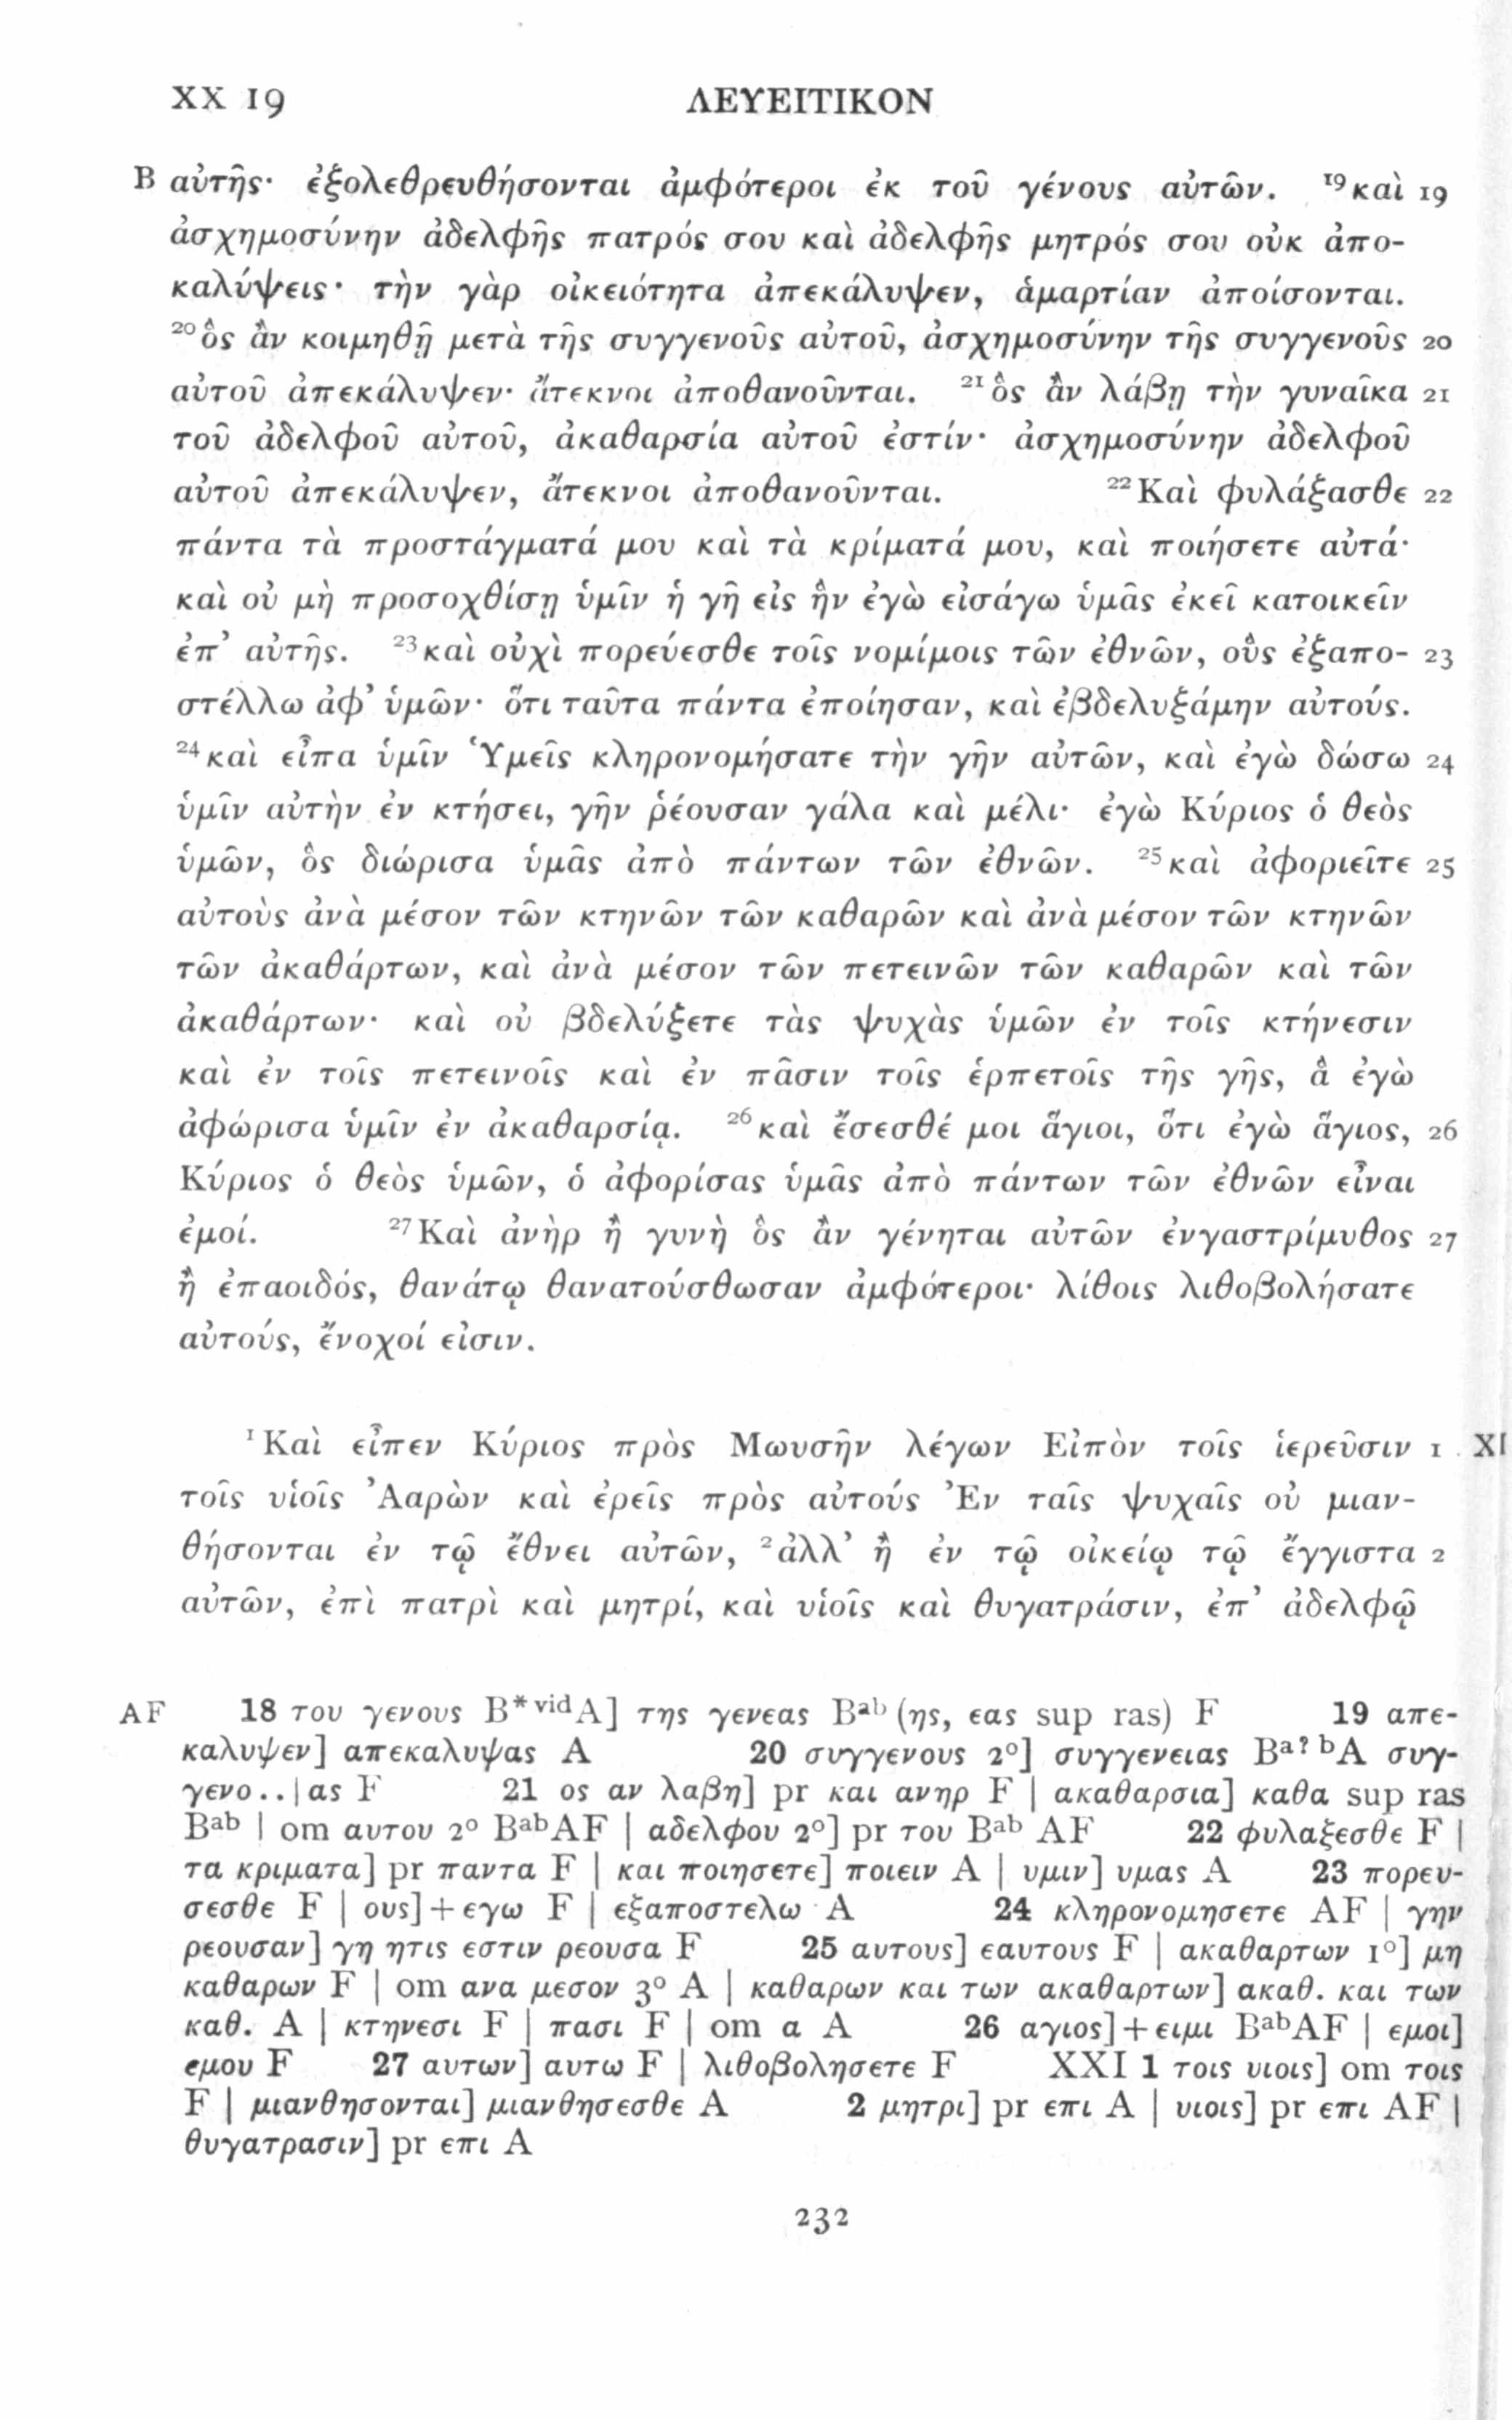 XX 19 ΛΕΥΕΙΤΙΚΟΝ
B αὐτῆς· ἐξολεθρευθήσονται ἀμφότεροι ἐκ τοῦ γένους αὐτῶν. ¹⁹καὶ 19
ἀσχημοσύνην ἀδελφῆς πατρός σου καὶ ἀδελφῆς μητρός σου οὐκ ἀπο-
καλύψεις· τὴν γὰρ οἰκειότητα ἀπεκάλυψεν, ἁμαρτίαν ἀποίσονται.
²⁰ὃς ἂν κοιμηθῇ μετὰ τῆς συγγενοῦς αὐτοῦ, ἀσχημοσύνην τῆς συγγενοῦς 20
αὐτοῦ ἀπεκάλυψεν· ἄτεκνοι ἀποθανοῦνται. ²¹ὃς ἂν λάβῃ τὴν γυναῖκα 21
τοῦ ἀδελφοῦ αὐτοῦ, ἀκαθαρσία αὐτοῦ ἐστίν· ἀσχημοσύνην ἀδελφοῦ
αὐτοῦ ἀπεκάλυψεν, ἄτεκνοι ἀποθανοῦνται. ²²Καὶ φυλάξασθε 22
πάντα τὰ προστάγματά μου καὶ τὰ κρίματά μου, καὶ ποιήσετε αὐτά·
καὶ οὐ μὴ προσοχθίσῃ ὑμῖν ἡ γῆ εἰς ἣν ἐγὼ εἰσάγω ὑμᾶς ἐκεῖ κατοικεῖν
ἐπ’ αὐτῆς. ²³καὶ οὐχὶ πορεύεσθε τοῖς νομίμοις τῶν ἐθνῶν, οὓς ἐξαπο- 23
στέλλω ἀφ’ ὑμῶν· ὅτι ταῦτα πάντα ἐποίησαν, καὶ ἐβδελυξάμην αὐτούς.
²⁴καὶ εἶπα ὑμῖν Ὑμεῖς κληρονομήσατε τὴν γῆν αὐτῶν, καὶ ἐγὼ δώσω 24
ὑμῖν αὐτὴν ἐν κτήσει, γῆν ῥέουσαν γάλα καὶ μέλι· ἐγὼ Κύριος ὁ θεὸς
ὑμῶν, ὃς διώρισα ὑμᾶς ἀπὸ πάντων τῶν ἐθνῶν. ²⁵καὶ ἀφοριεῖτε 25
αὐτοὺς ἀνὰ μέσον τῶν κτηνῶν τῶν καθαρῶν καὶ ἀνὰ μέσον τῶν κτηνῶν
τῶν ἀκαθάρτων, καὶ ἀνὰ μέσον τῶν πετεινῶν τῶν καθαρῶν καὶ τῶν
ἀκαθάρτων· καὶ οὐ βδελύξετε τὰς ψυχὰς ὑμῶν ἐν τοῖς κτήνεσιν
καὶ ἐν τοῖς πετεινοῖς καὶ ἐν πᾶσιν τοῖς ἑρπετοῖς τῆς γῆς, ἃ ἐγὼ
ἀφώρισα ὑμῖν ἐν ἀκαθαρσίᾳ. ²⁶καὶ ἔσεσθέ μοι ἅγιοι, ὅτι ἐγὼ ἅγιος, 26
Κύριος ὁ θεὸς ὑμῶν, ὁ ἀφορίσας ὑμᾶς ἀπὸ πάντων τῶν ἐθνῶν εἶναι
ἐμοί. ²⁷Καὶ ἀνὴρ ἢ γυνὴ ὃς ἂν γένηται αὐτῶν ἐνγαστρίμυθος 27
ἢ ἐπαοιδός, θανάτῳ θανατούσθωσαν ἀμφότεροι· λίθοις λιθοβολήσατε
αὐτούς, ἔνοχοί εἰσιν.
¹Καὶ εἶπεν Κύριος πρὸς Μωυσῆν λέγων Εἰπὸν τοῖς ἱερεῦσιν 1 XI
τοῖς υἱοῖς Ἀαρὼν καὶ ἐρεῖς πρὸς αὐτούς Ἐν ταῖς ψυχαῖς οὐ μιαν-
θήσονται ἐν τῷ ἔθνει αὐτῶν, ²ἀλλ’ ἢ ἐν τῷ οἰκείῳ τῷ ἔγγιστα 2
αὐτῶν, ἐπὶ πατρὶ καὶ μητρί, καὶ υἱοῖς καὶ θυγατράσιν, ἐπ’ ἀδελφῷ
AF 18 του γενους B*ᵛⁱᵈA] της γενεας Bᵃᵇ (ης, εας sup ras) F 19 απε-
καλυψεν] απεκαλυψας A 20 συγγενους 2º] συγγενειας Bᵃ?ᵇA συγ-
γενο..|ας F 21 ος αν λαβη] pr και ανηρ F | ακαθαρσια] καθα sup ras
Bᵃᵇ | om αυτου 2º BᵃᵇAF | αδελφου 2º] pr του Bᵃᵇ AF 22 φυλαξεσθε F |
τα κριματα] pr παντα F | και ποιησετε] ποιειν A | υμιν] υμας A 23 πορευ-
σεσθε F | ους]+εγω F | εξαποστελω A 24 κληρονομησετε AF | γην
ρεουσαν] γη ητις εστιν ρεουσα F 25 αυτους] εαυτους F | ακαθαρτων 1º] μη
καθαρων F | om ανα μεσον 3º A | καθαρων και των ακαθαρτων] ακαθ. και των
καθ. A | κτηνεσι F | πασι F | om α A 26 αγιος]+ειμι BᵃᵇAF | εμοι]
εμου F 27 αυτων] αυτω F | λιθοβολησετε F XXI 1 τοις υιοις] om τοις
F | μιανθησονται] μιανθησεσθε A 2 μητρι] pr επι A | υιοις] pr επι AF |
θυγατρασιν] pr επι A
232